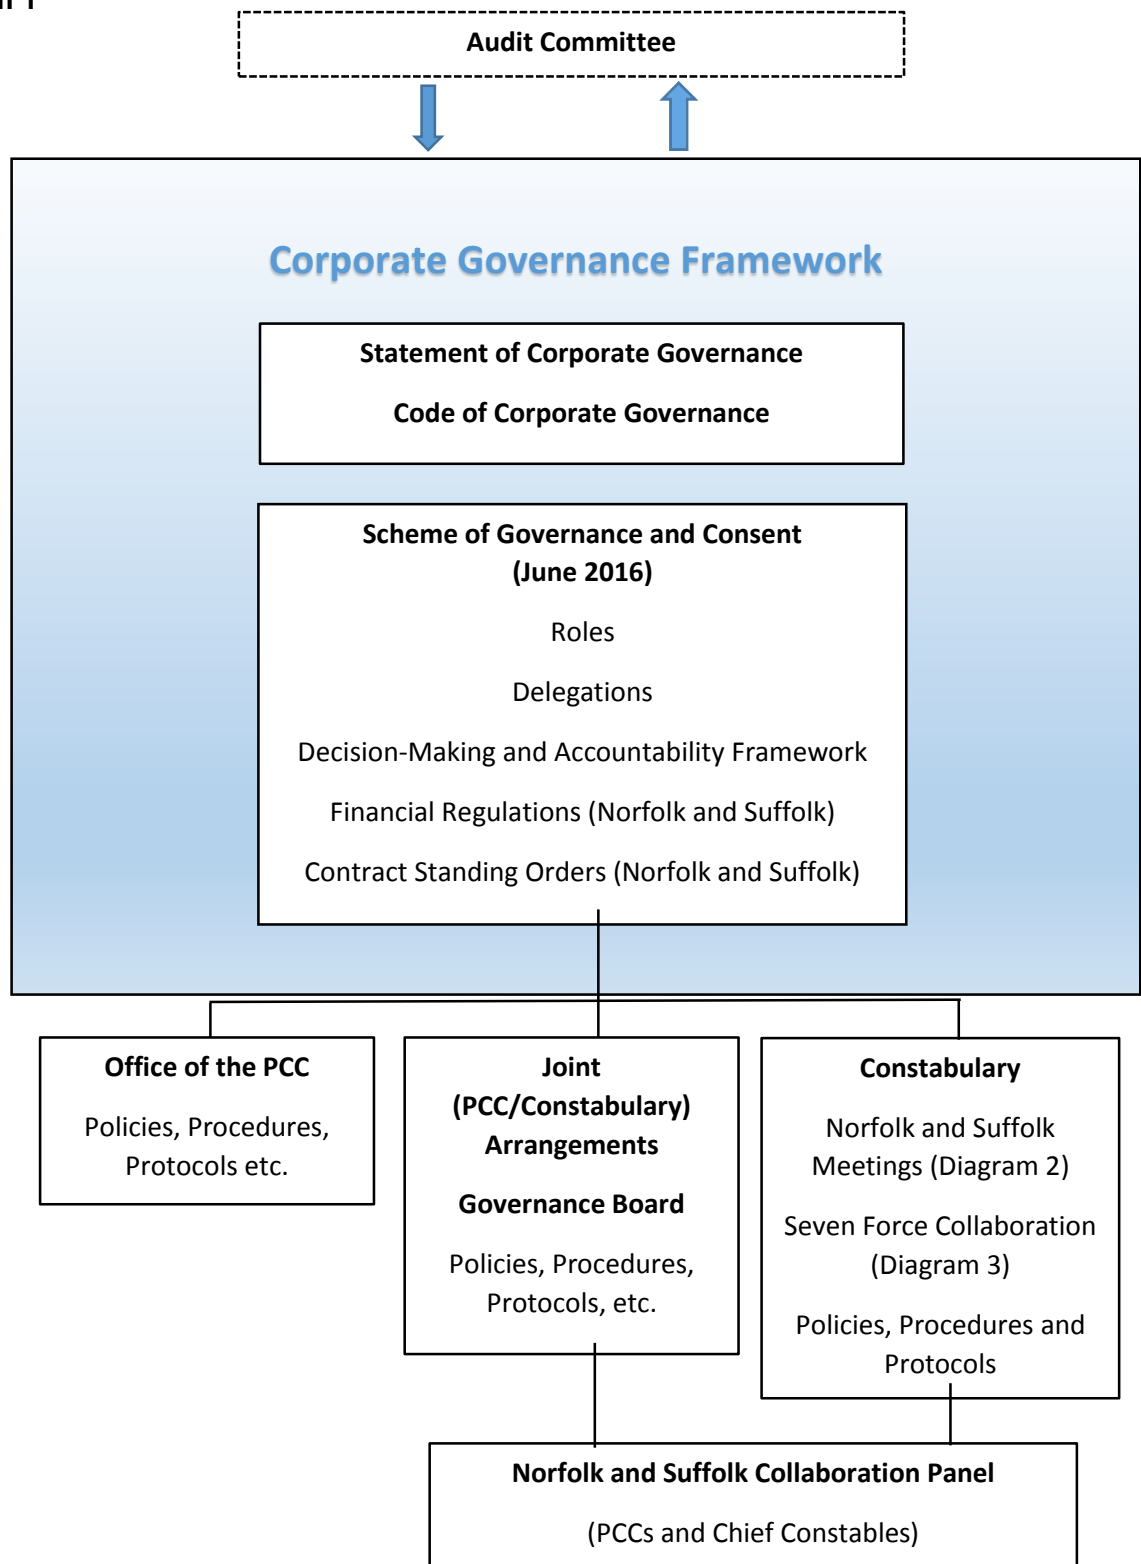 Audit Committee
Corporate Governance Framework
Statement of Corporate Governance
Code of Corporate Governance
Scheme of Governance and Consent
(June 2016)
Roles
Delegations
Decision-Making and Accountability Framework
Financial Regulations (Norfolk and Suffolk)
Contract Standing Orders (Norfolk and Suffolk)
Office of the PCC
Policies, Procedures,
Protocols etc.
Joint
(PCC/Constabulary)
Arrangements
Governance Board
Policies, Procedures,
Protocols, etc.
Constabulary
Norfolk and Suffolk
Meetings (Diagram 2)
Seven Force Collaboration
(Diagram 3)
Policies, Procedures and
Protocols
Norfolk and Suffolk Collaboration Panel
(PCCs and Chief Constables)